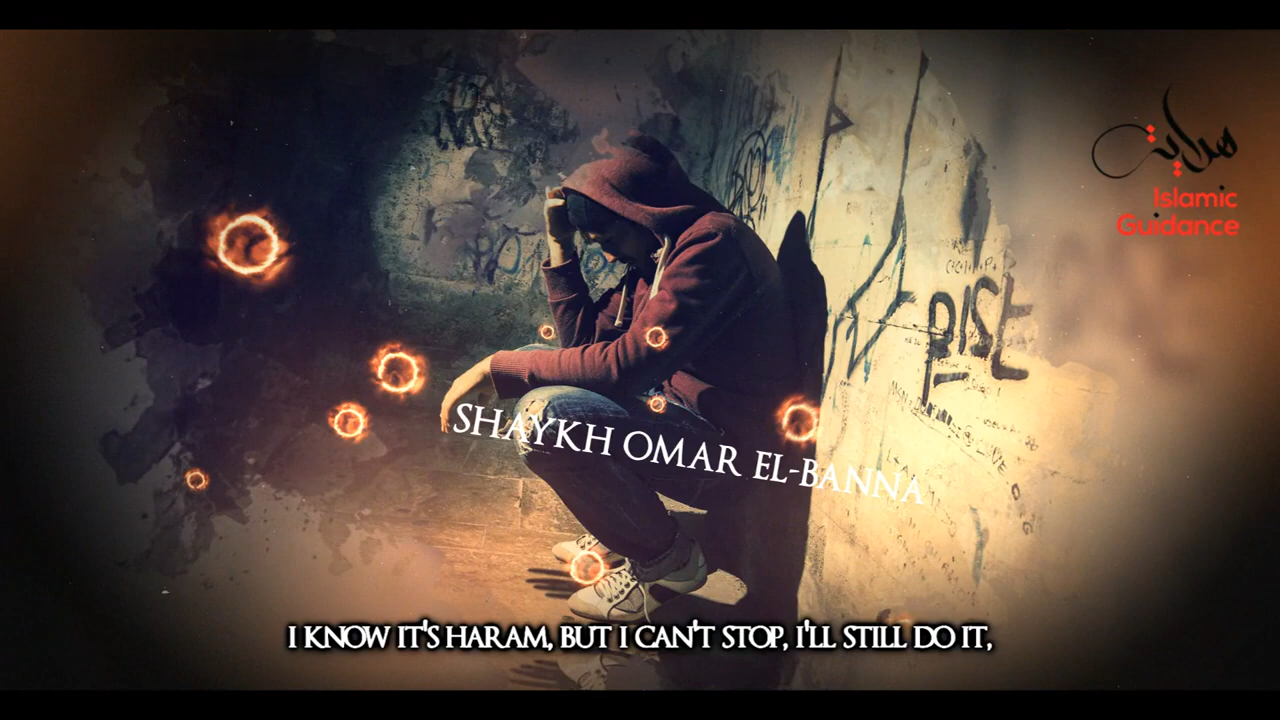 هداية
Islamic
Guidance
SHAYKH OMAR EL-BANNA
I KNOW IT'S HARAM, BUT I CAN'T STOP, I'LL STILL DO IT,